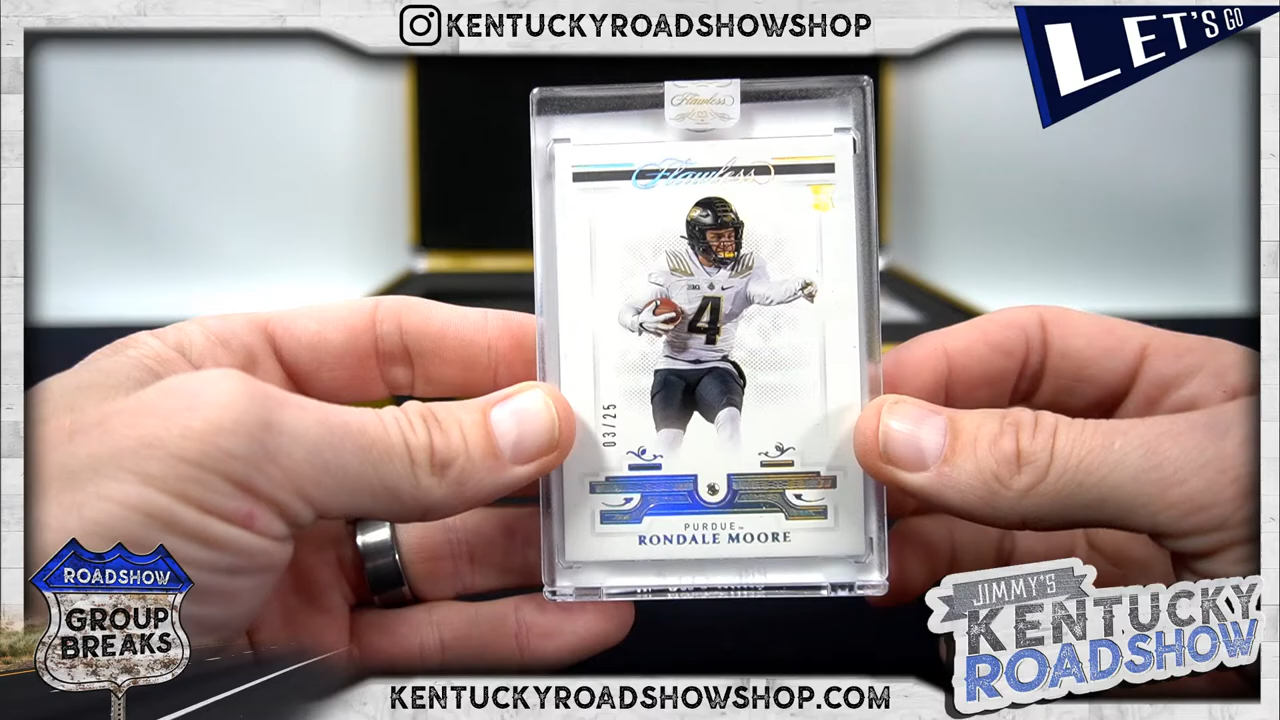 KENTUCKYROADSHOWSHOP
LET'S GO
Flawless
Flawless
RC
4
03/25
PURDUE
RONDALE MOORE
ROADSHOW
GROUP
BREAKS
JIMMY'S
KENTUCKY
ROADSHOW
KENTUCKYROADSHOWSHOP.COM